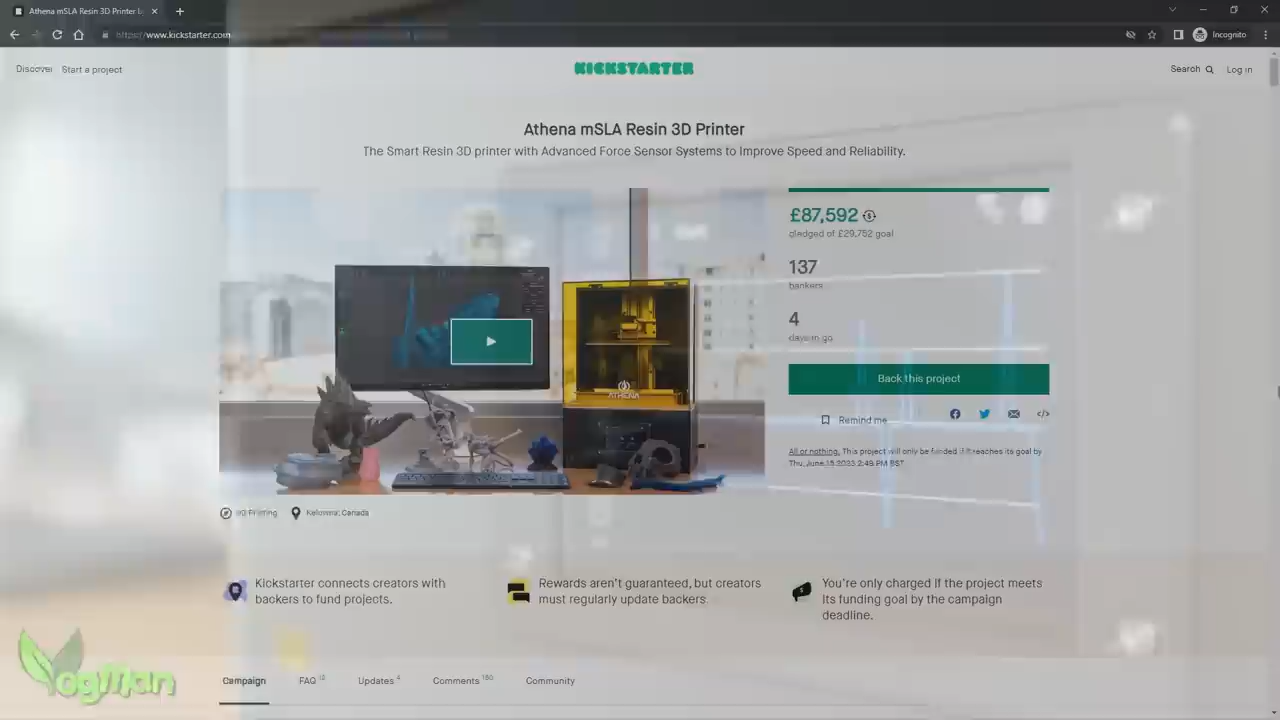 Athena mSLA Resin 3D Printer
https://www.kickstarter.com
Incognito
Discover Start a project
KICKSTARTER
Search Log in
Athena mSLA Resin 3D Printer
The Smart Resin 3D printer with Advanced Force Sensor Systems to Improve Speed and Reliability.
£87,592
pledged of £29,752 goal
137
backers
4
days to go
Back this project
Remind me
All or nothing. This project will only be funded if it reaches its goal by
Thu, June 15 2023 2:48 PM BST.
ATHENA
3D Printing Kelowna, Canada
Kickstarter connects creators with
backers to fund projects.
Rewards aren't guaranteed, but creators
must regularly update backers.
You're only charged if the project meets
its funding goal by the campaign
deadline.
YogMan
Campaign FAQ 12 Updates 4 Comments 160 Community